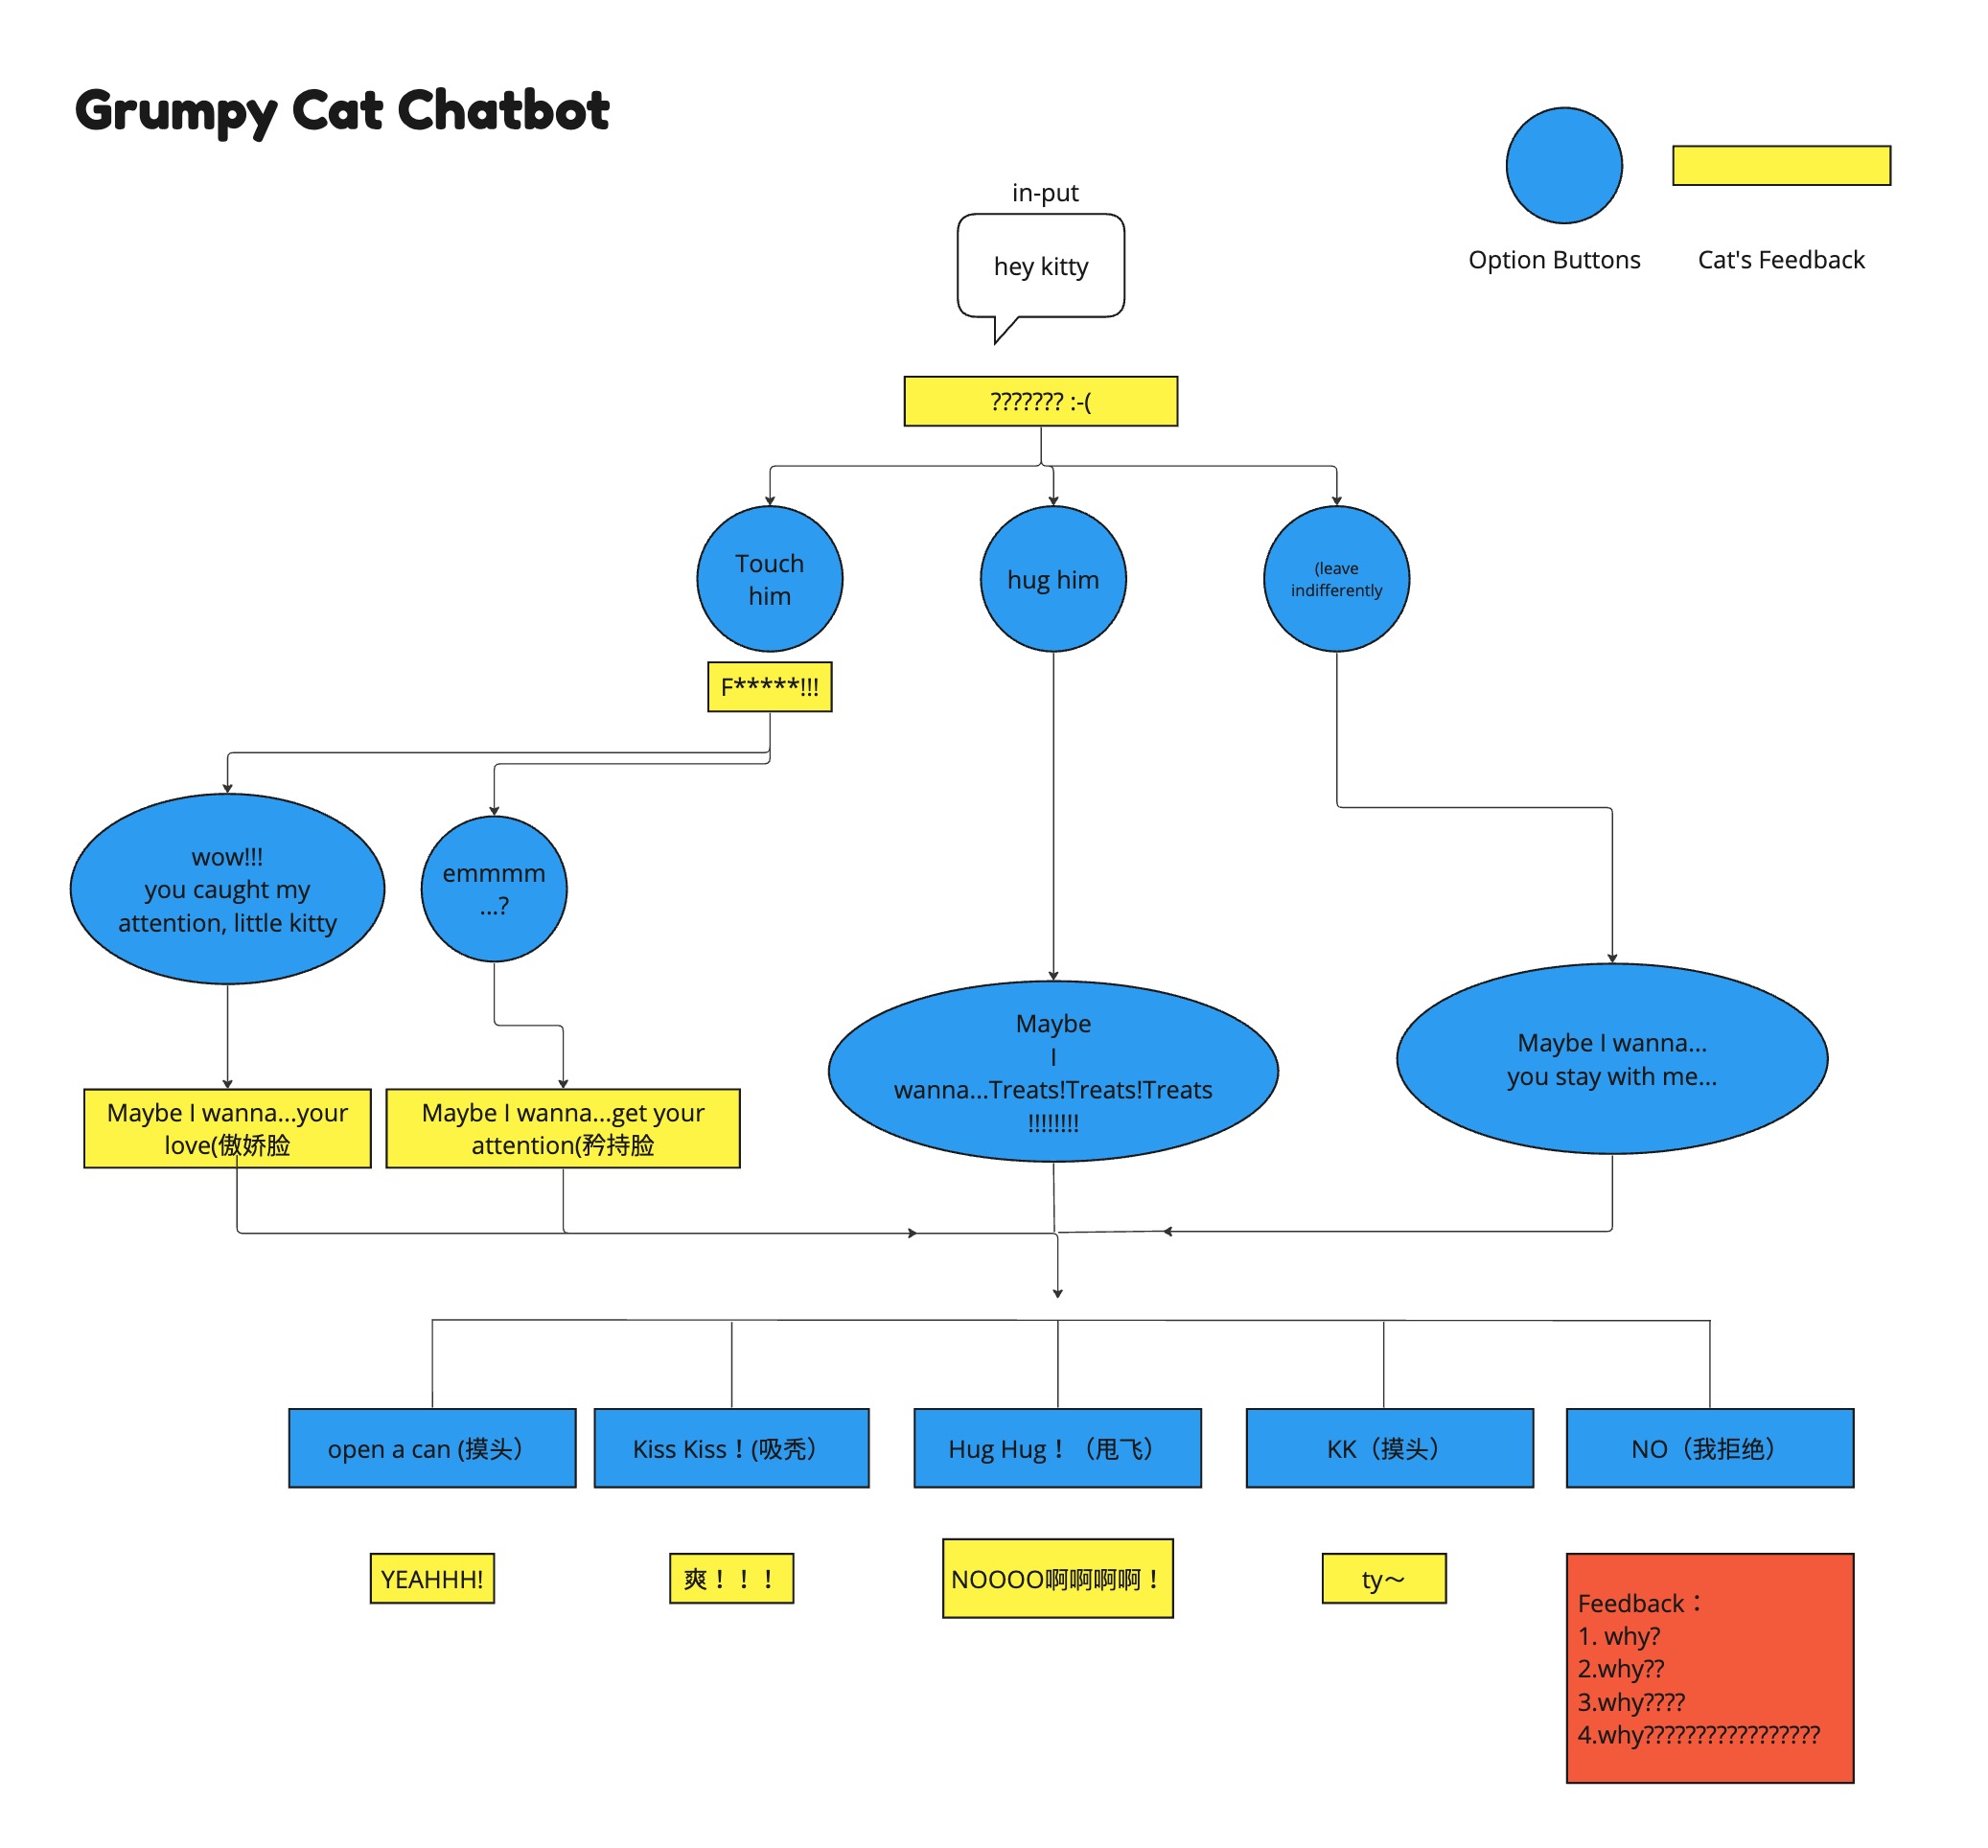 Grumpy Cat Chatbot
in-put
hey kitty
Option Buttons
Cat's Feedback
??????? :-(
Touch
him
hug him
(leave
indifferently
F*****!!!
wow!!!
you caught my
attention, little kitty
emmmm
...?
Maybe
I
wanna...Treats!Treats!Treats
!!!!!!!!
Maybe I wanna...
you stay with me...
Maybe I wanna...your
love(傲娇脸
Maybe I wanna...get your
attention(矜持脸
open a can (摸头）
Kiss Kiss！(吸秃）
Hug Hug！（甩飞）
KK（摸头）
NO（我拒绝）
YEAHHH!
爽！！！
NOOOO啊啊啊啊！
ty～
Feedback：
1. why?
2.why??
3.why????
4.why?????????????????